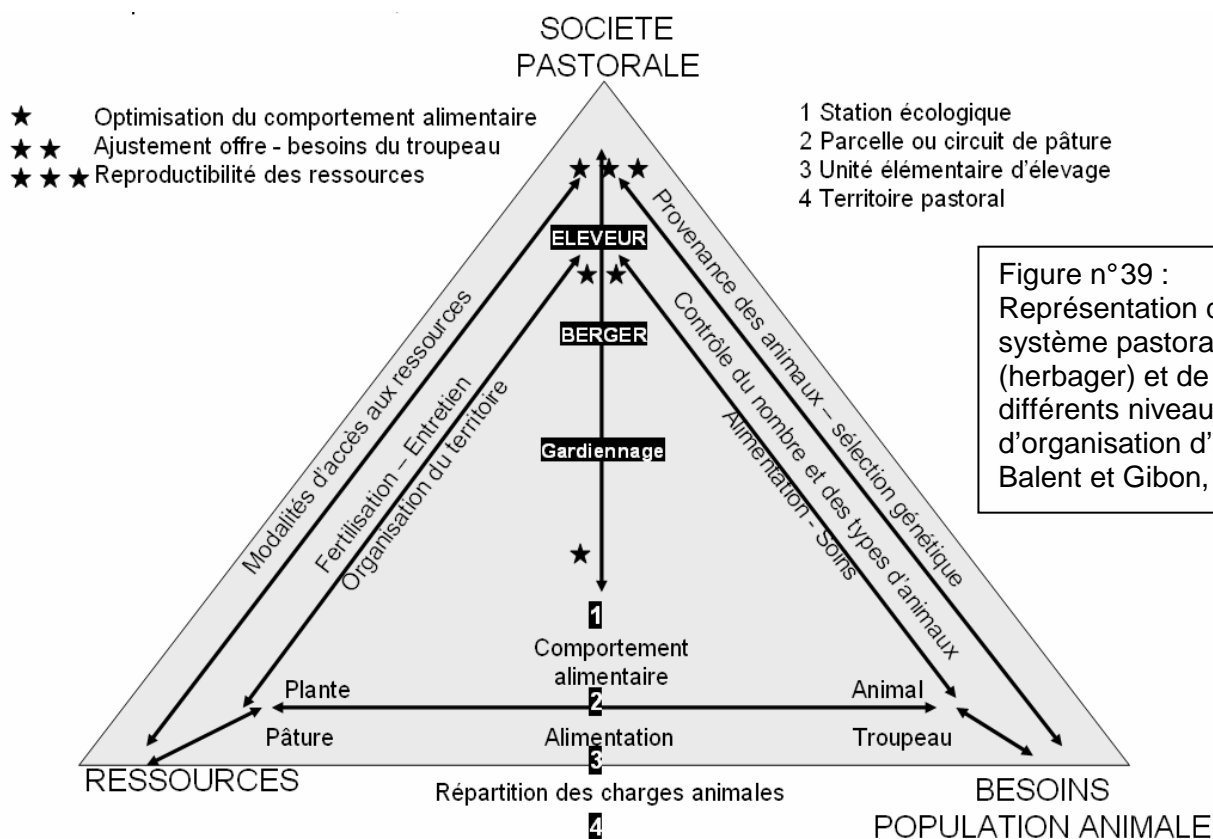 SOCIETE
PASTORALE
★ Optimisation du comportement alimentaire
★ ★ Ajustement offre - besoins du troupeau
★ ★ ★ Reproductibilité des ressources
1 Station écologique
2 Parcelle ou circuit de pâture
3 Unité élémentaire d'élevage
4 Territoire pastoral
Figure n°39 :
Représentation
système pastora
(herbager) et de
différents niveau
d'organisation d'
Balent et Gibon,
★ ★ ★
ELEVEUR
★ ★
BERGER
Gardiennage
★
Modalités d'accès aux ressources
Fertilisation – Entretien
Organisation du territoire
Provenance des animaux – sélection génétique
Contrôle du nombre et des types d'animaux
Alimentation - Soins
1
Comportement
alimentaire
Plante
2
Animal
Pâture
Alimentation
Troupeau
3
RESSOURCES
Répartition des charges animales
BESOINS
4
POPULATION ANIMALE